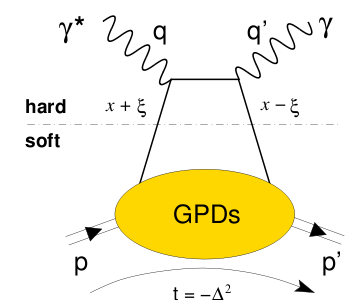 γ* q q' γ
hard x + ξ x − ξ
soft
GPDs
p p'
t = −Δ²